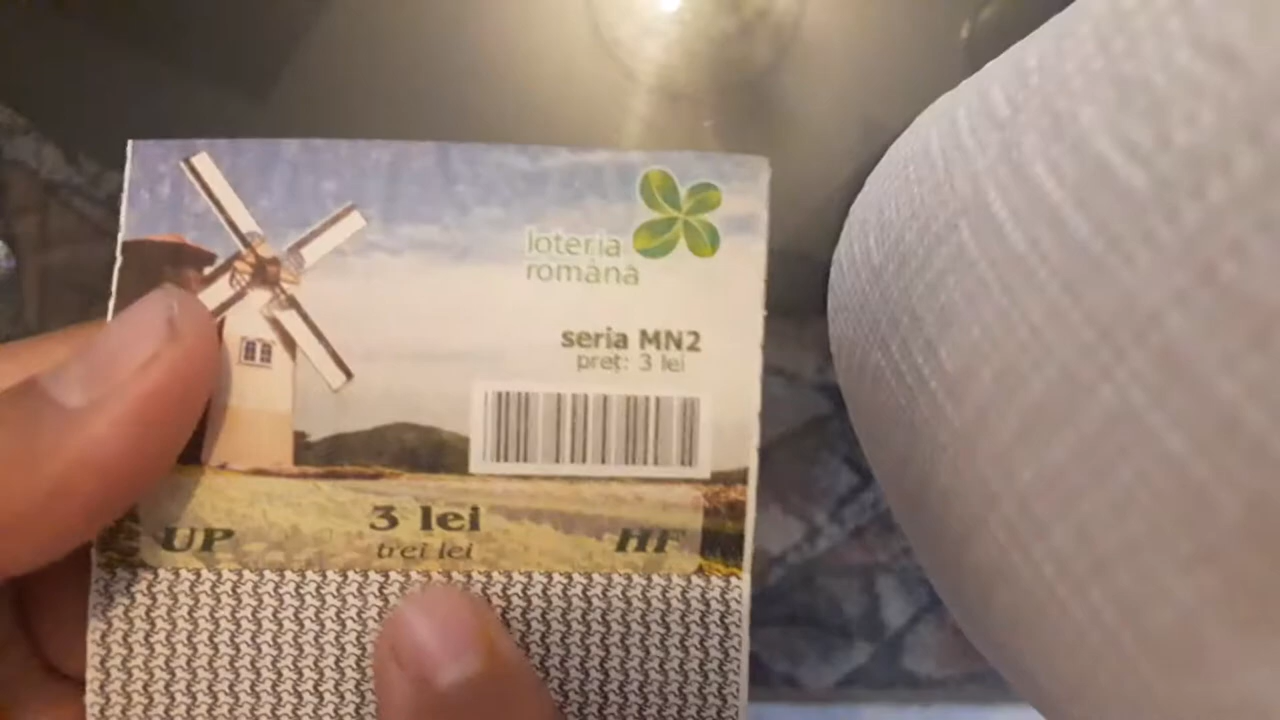 loteria
română
seria MN2
preț: 3 lei
3 lei
UP
trei lei
HF